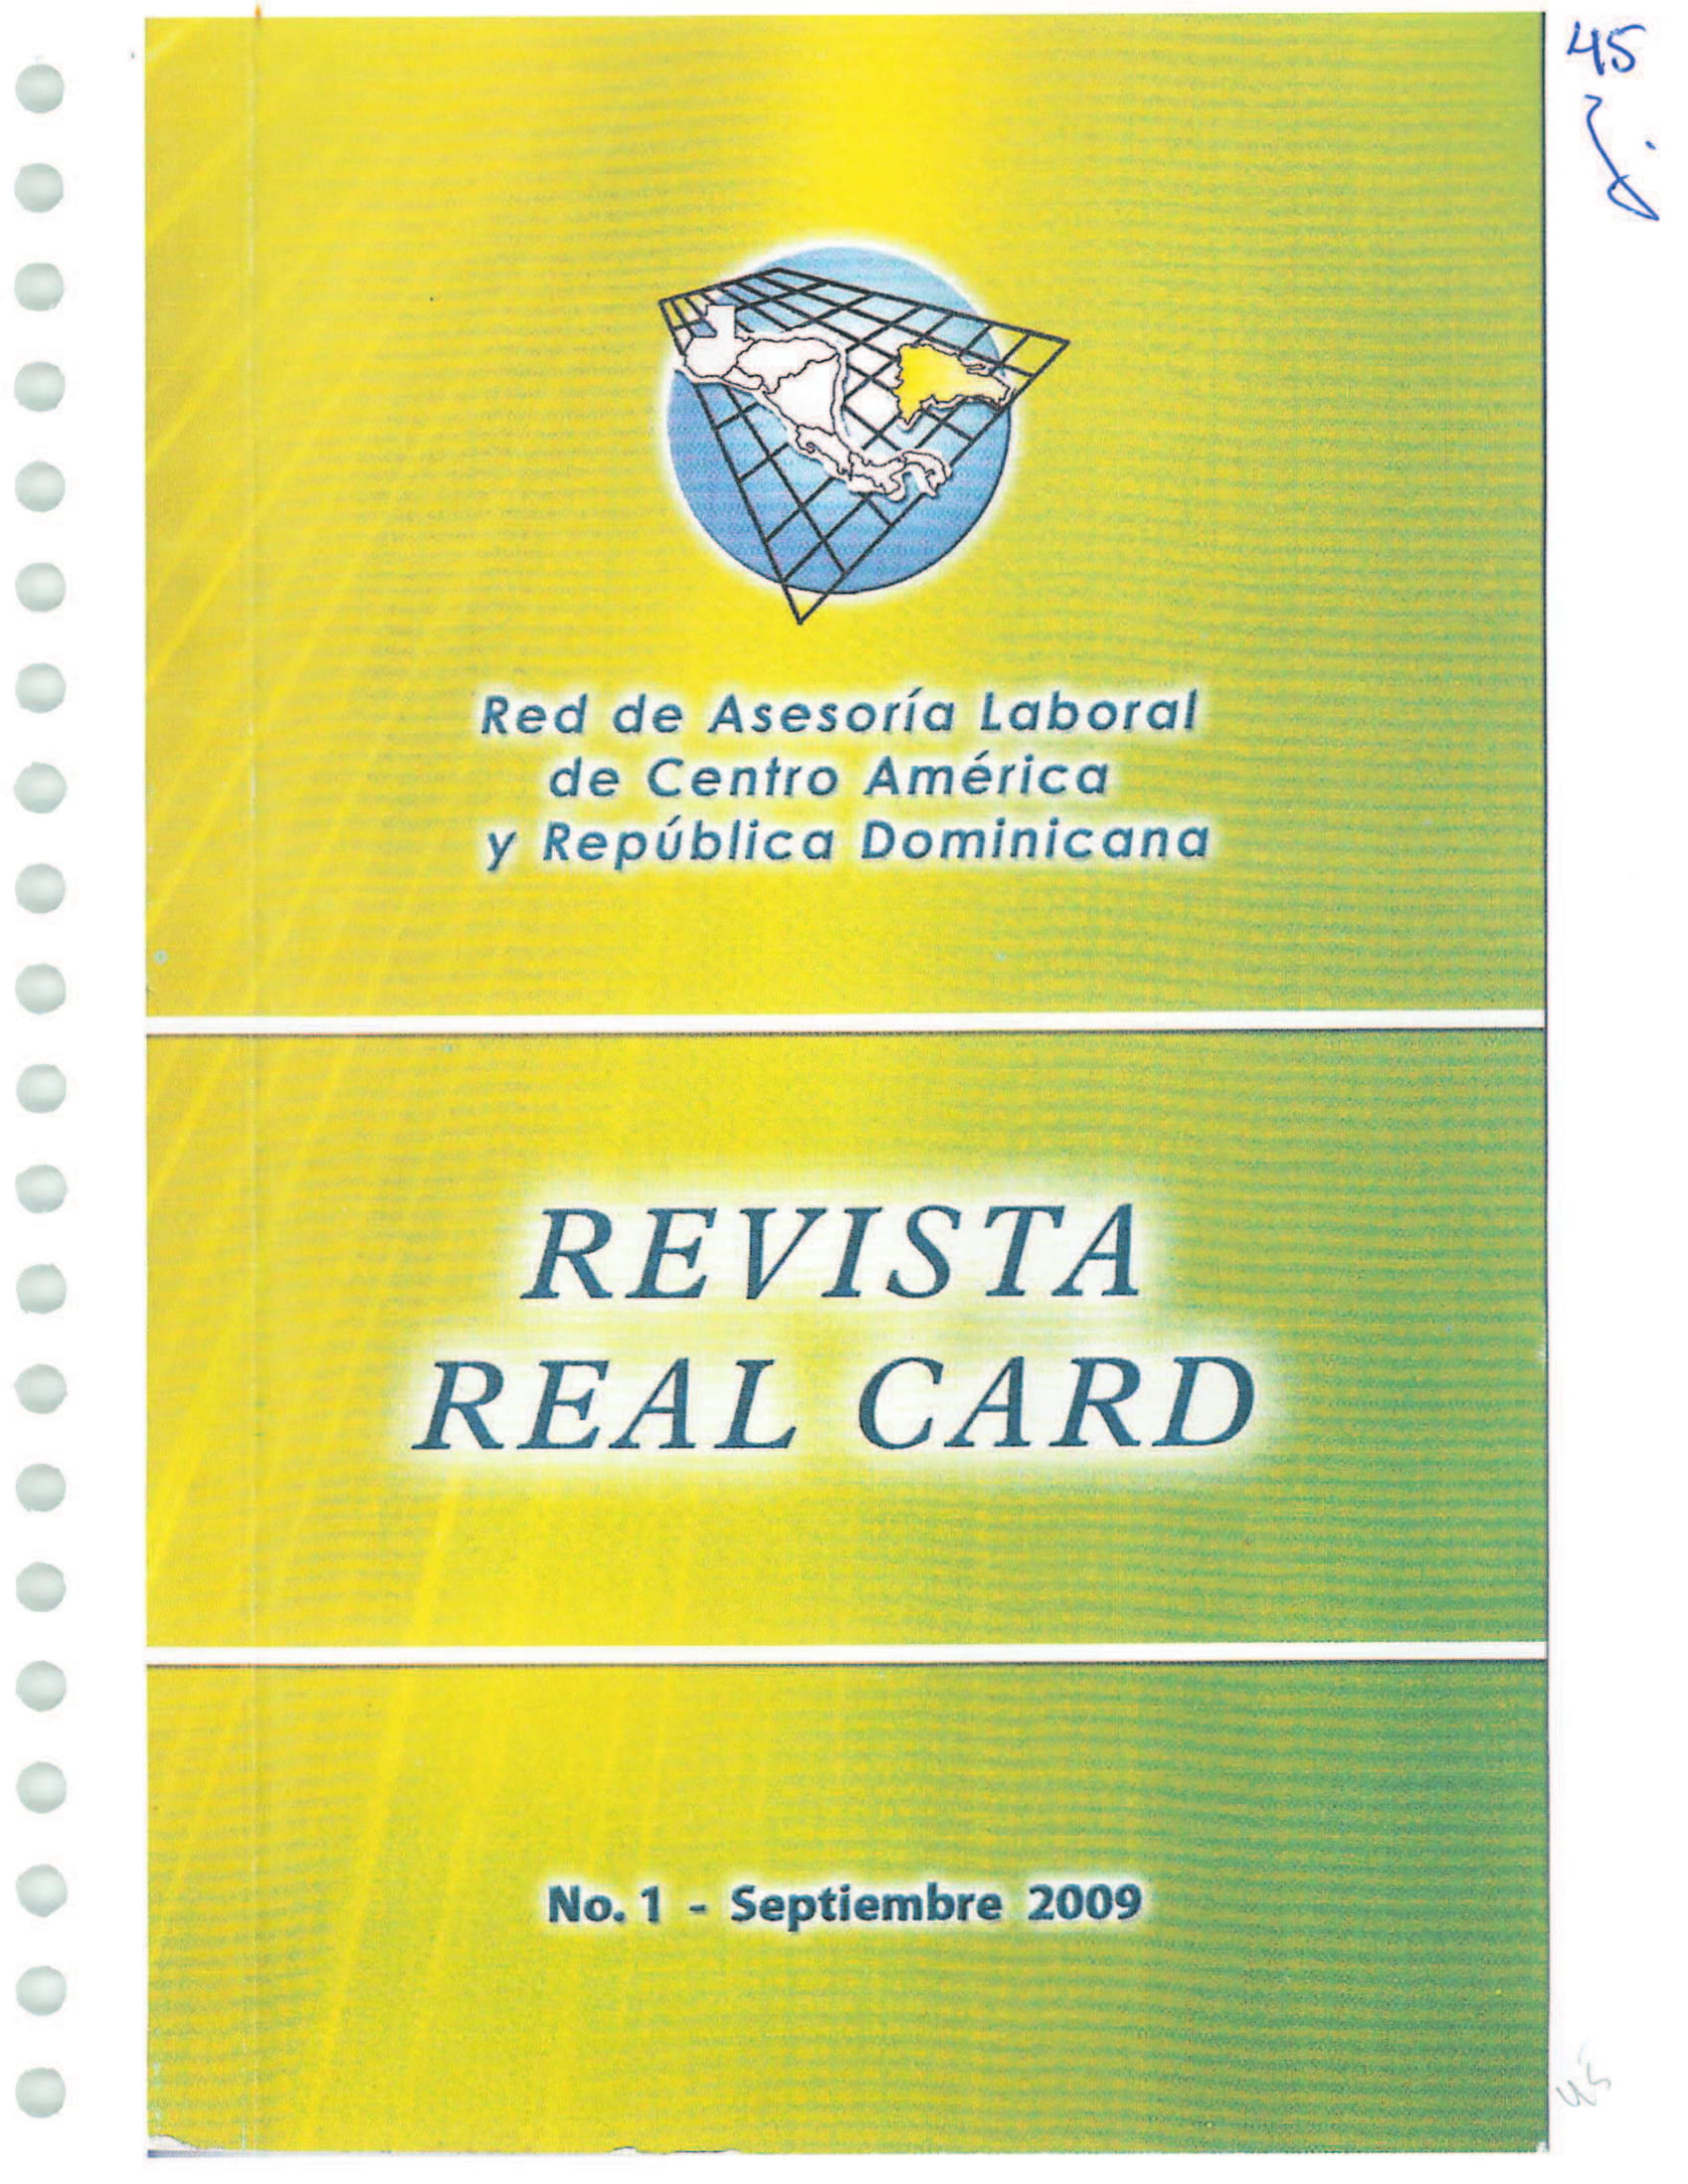 45
Red de Asesoría Laboral
de Centro América
y República Dominicana
REVISTA
REAL CARD
No. 1 - Septiembre 2009
45